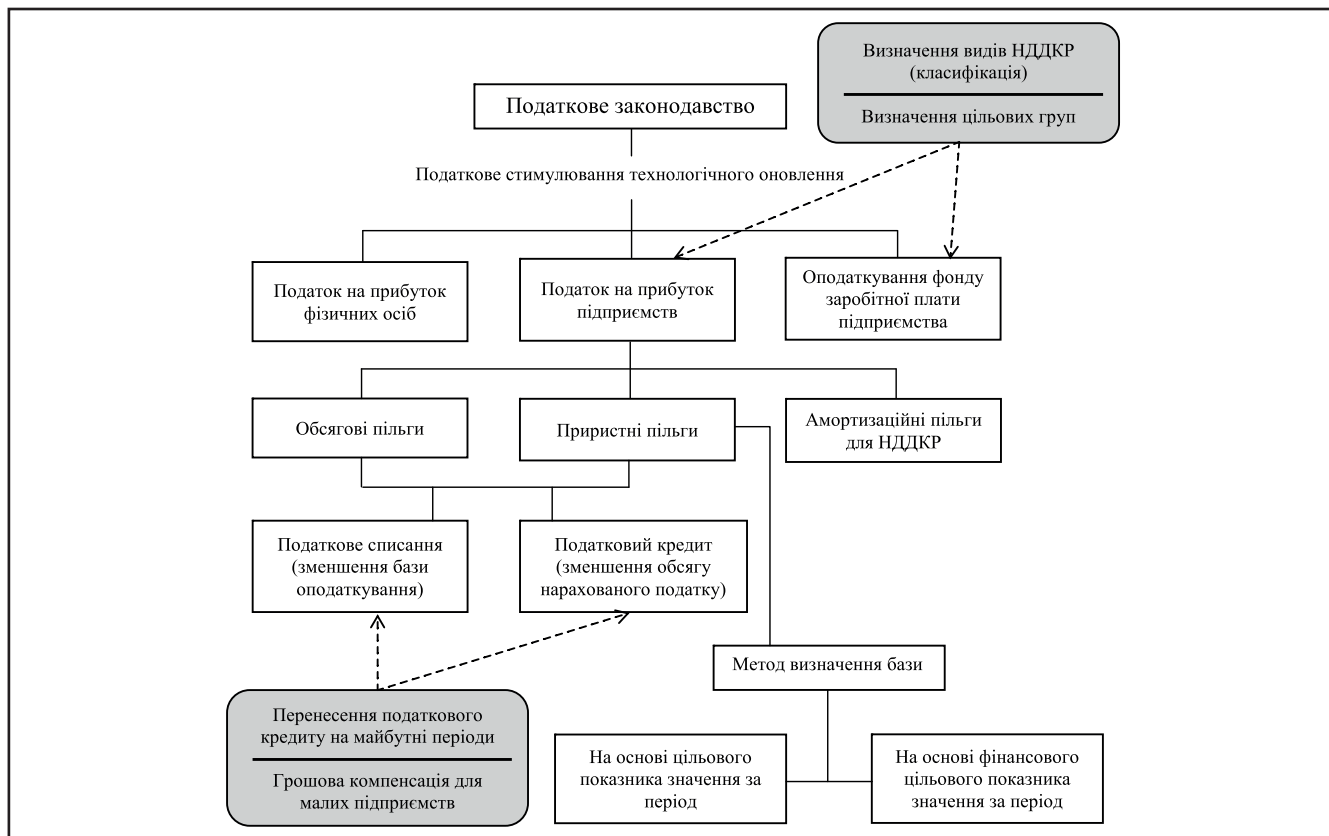 Визначення видів НДДКР
(класифікація)
Визначення цільових груп
Податкове законодавство
Податкове стимулювання технологічного оновлення
Податок на прибуток
фізичних осіб
Податок на прибуток
підприємств
Оподаткування фонду
заробітної плати
підприємства
Обсягові пільги
Приристні пільги
Амортизаційні пільги
для НДДКР
Податкове списання
(зменшення бази
оподаткування)
Податковий кредит
(зменшення обсягу
нарахованого податку)
Метод визначення бази
Перенесення податкового
кредиту на майбутні періоди
Грошова компенсація для
малих підприємств
На основі цільового
показника значення за
період
На основі фінансового
цільового показника
значення за період